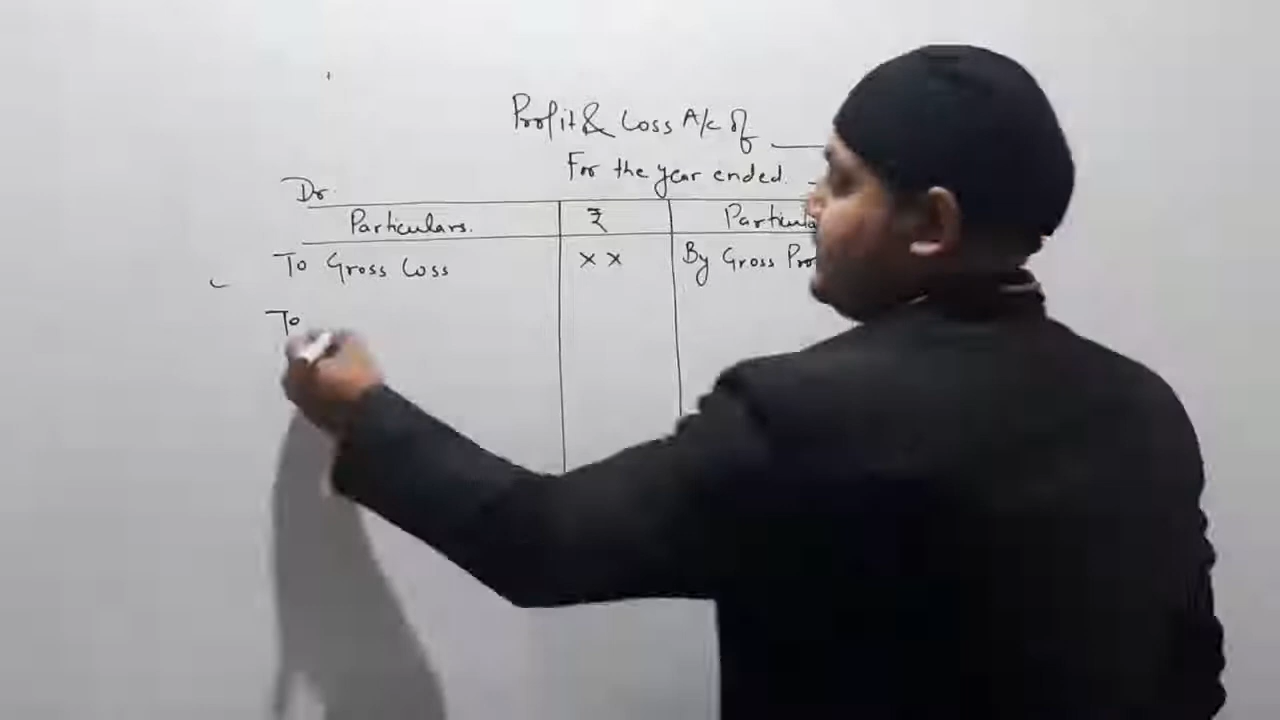 Profit & Loss A/c of
For the year ended.
Dr.
Particulars. ₹
To Gross Loss x x By Gross
To